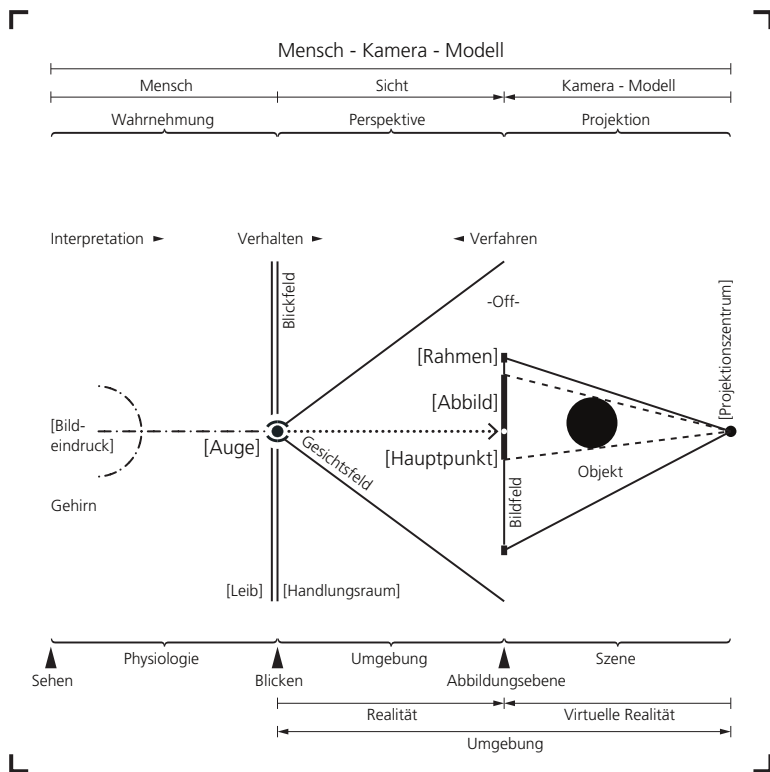 Mensch - Kamera - Modell
Mensch
Sicht
Kamera - Modell
Wahrnehmung
Perspektive
Projektion
Interpretation
Verhalten
Verfahren
Blickfeld
-Off-
[Projektionszentrum]
[Rahmen]
[Abbild]
[Bild-
eindruck]
[Auge]
Gesichtsfeld
[Hauptpunkt]
Objekt
Gehirn
Bildfeld
[Leib]
[Handlungsraum]
Physiologie
Umgebung
Szene
Sehen
Blicken
Abbildungsebene
Realität
Virtuelle Realität
Umgebung